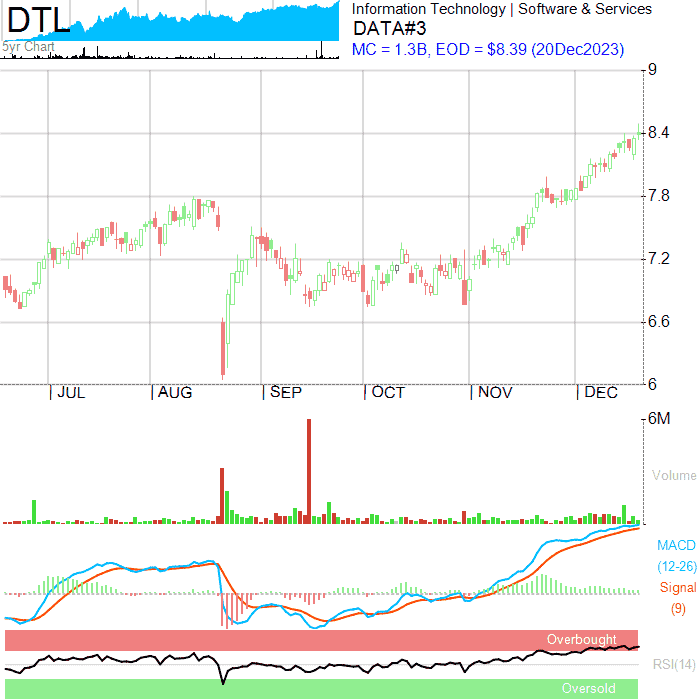 DTL
5yr Chart
Information Technology | Software & Services
DATA#3
MC = 1.3B, EOD = $8.39 (20Dec2023)
9
8.4
7.8
7.2
6.6
6
JUL AUG SEP OCT NOV DEC
6M
Volume
MACD
(12-26)
Signal
(9)
Overbought
RSI(14)
Oversold